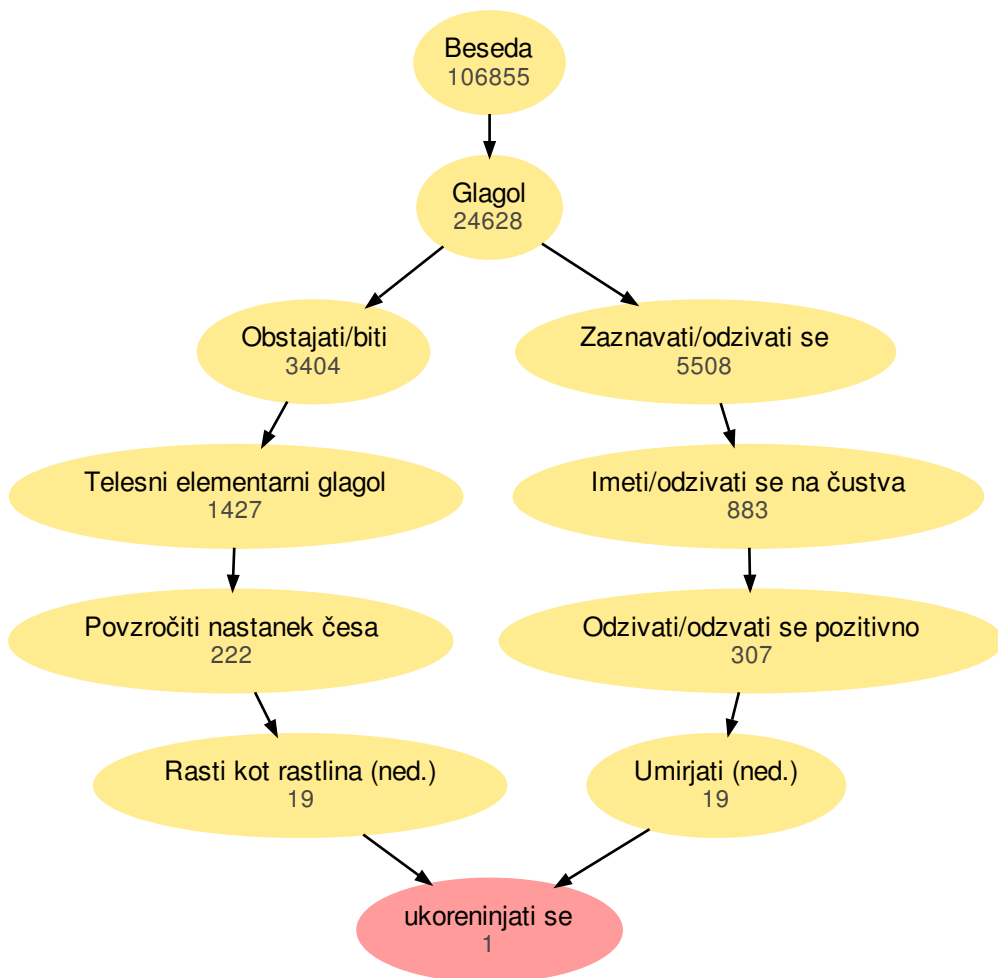 Beseda
106855
Glagol
24628
Obstajati/biti
3404
Zaznavati/odzivati se
5508
Telesni elementarni glagol
1427
Imeti/odzivati se na čustva
883
Povzročiti nastanek česa
222
Odzivati/odzvati se pozitivno
307
Rasti kot rastlina (ned.)
19
Umirjati (ned.)
19
ukoreninjati se
1